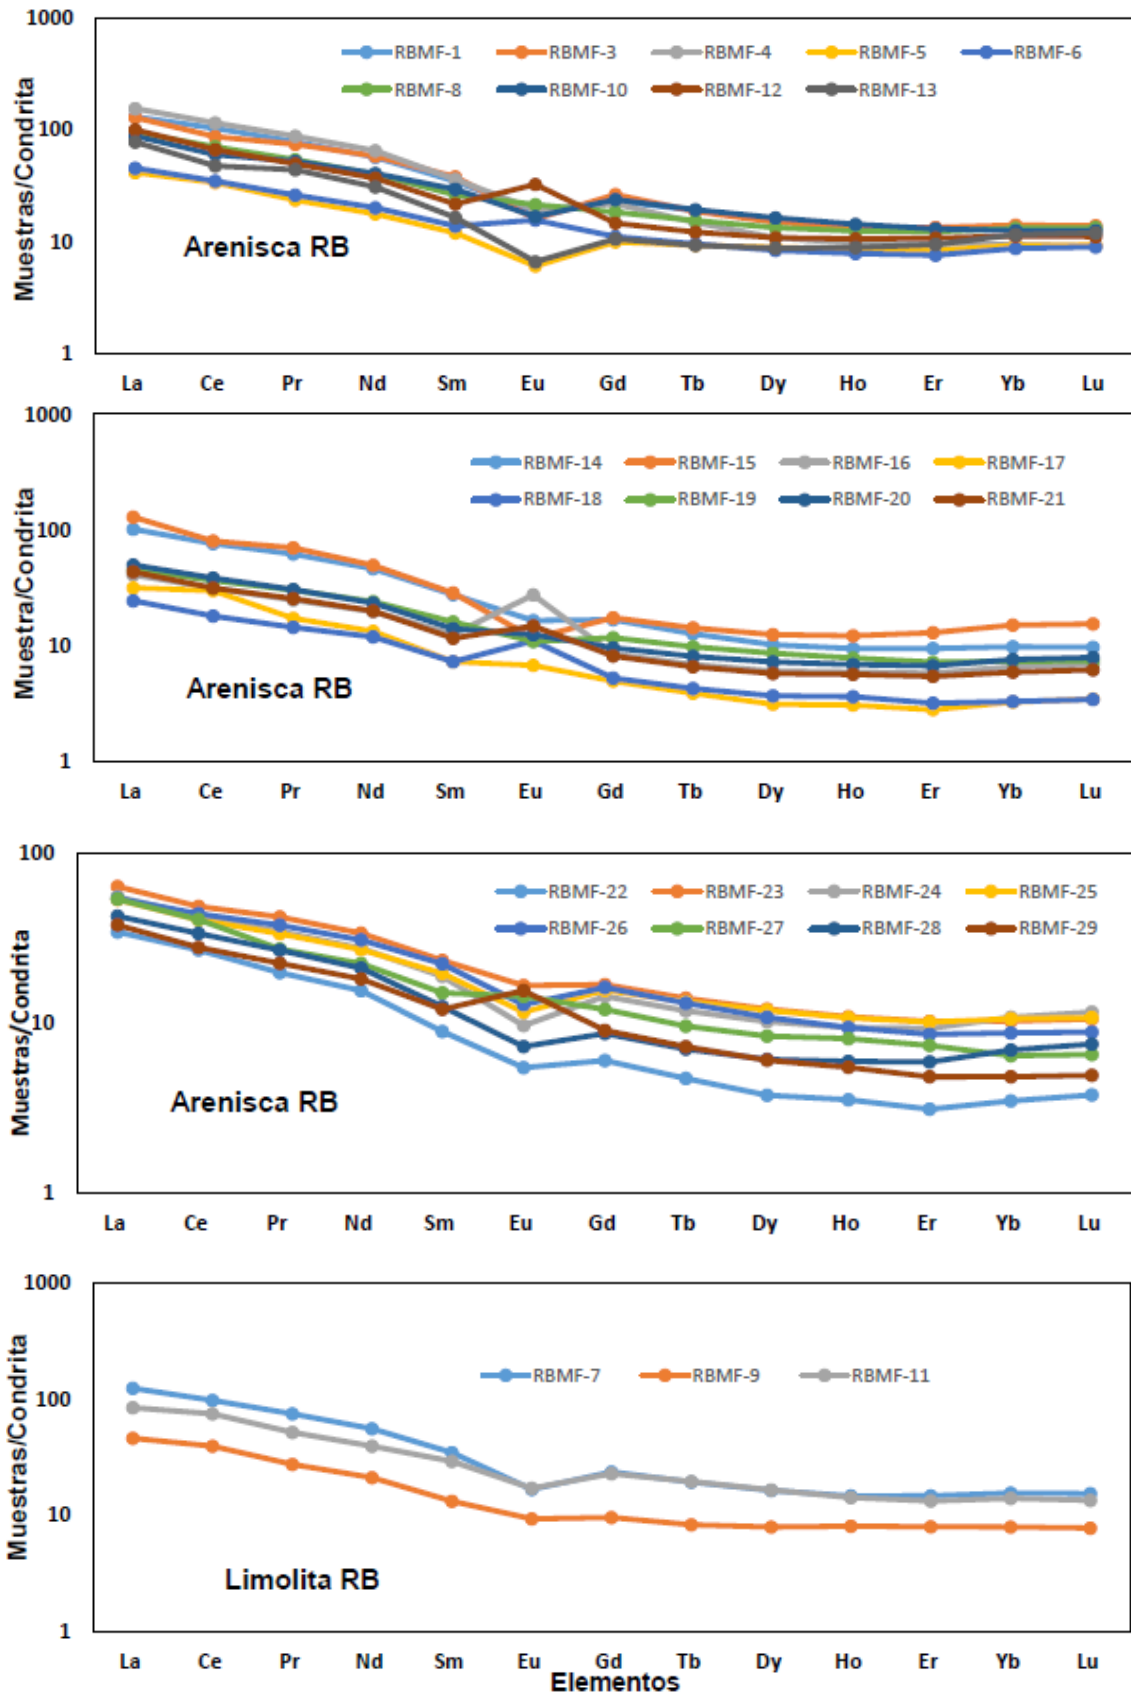 1000
RBMF-1 RBMF-3 RBMF-4 RBMF-5 RBMF-6
RBMF-8 RBMF-10 RBMF-12 RBMF-13
100
10
1
Muestras/Condrita
Arenisca RB
La Ce Pr Nd Sm Eu Gd Tb Dy Ho Er Yb Lu
1000
RBMF-14 RBMF-15 RBMF-16 RBMF-17
RBMF-18 RBMF-19 RBMF-20 RBMF-21
100
10
1
Muestra/Condrita
Arenisca RB
La Ce Pr Nd Sm Eu Gd Tb Dy Ho Er Yb Lu
100
RBMF-22 RBMF-23 RBMF-24 RBMF-25
RBMF-26 RBMF-27 RBMF-28 RBMF-29
10
1
Muestras/Condrita
Arenisca RB
La Ce Pr Nd Sm Eu Gd Tb Dy Ho Er Yb Lu
1000
RBMF-7 RBMF-9 RBMF-11
100
10
1
Muestras/Condrita
Limolita RB
La Ce Pr Nd Sm Eu Gd Tb Dy Ho Er Yb Lu
Elementos